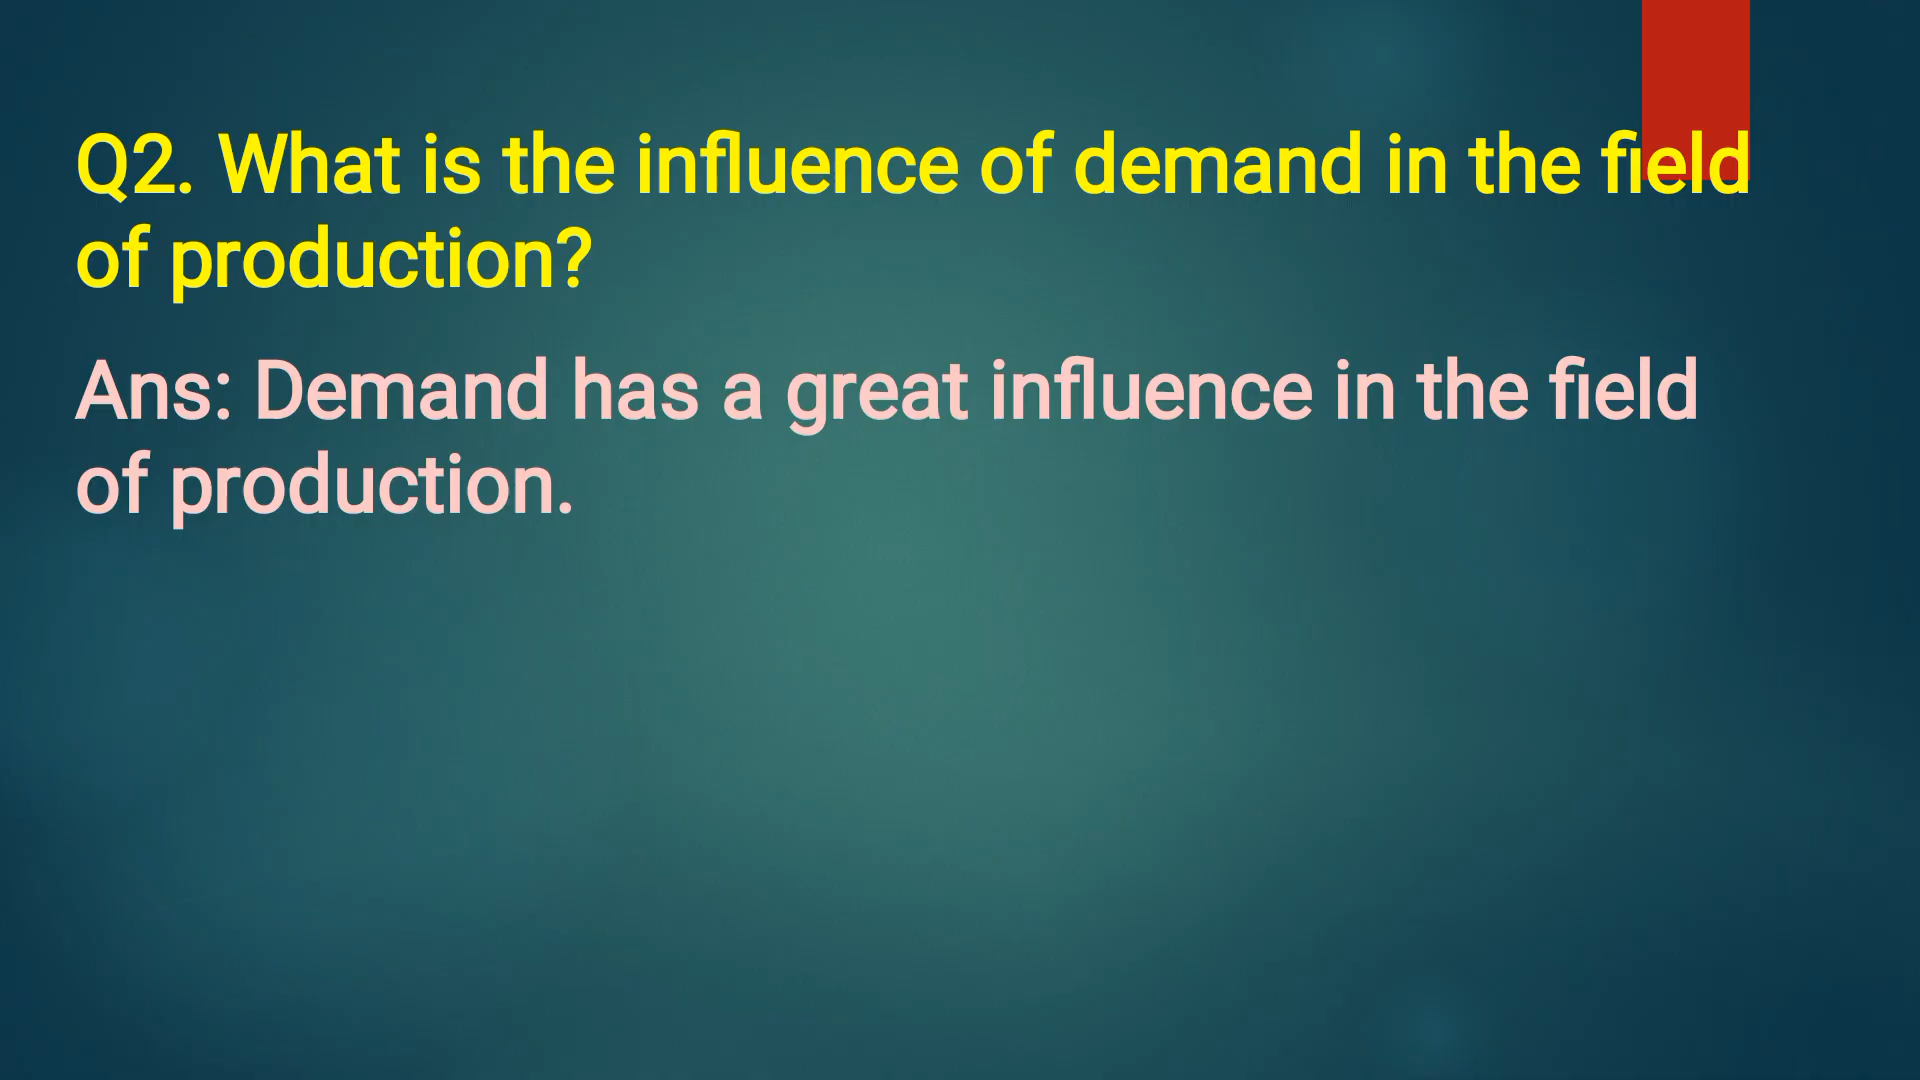 Q2. What is the influence of demand in the field
of production?
Ans: Demand has a great influence in the field
of production.